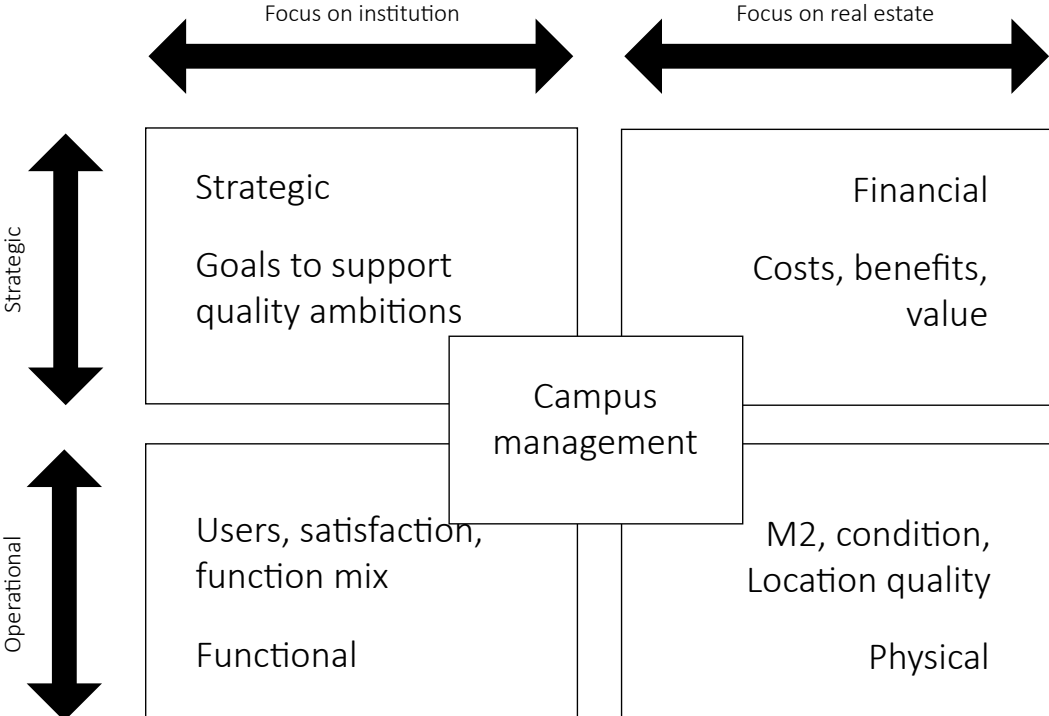 Focus on institution
Focus on real estate
Strategic
Strategic
Goals to support
quality ambitions
Financial
Costs, benefits,
value
Campus
management
Operational
Users, satisfaction,
function mix
Functional
M2, condition,
Location quality
Physical